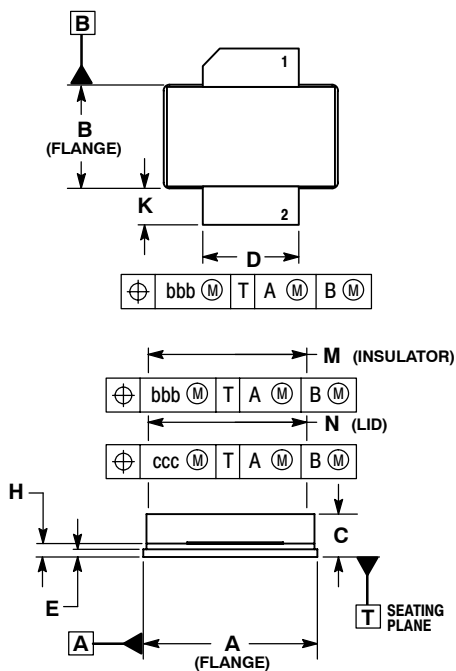 B
1
B
(FLANGE)
K
2
D
⌖ bbb Ⓜ T A Ⓜ B Ⓜ
M (INSULATOR)
⌖ bbb Ⓜ T A Ⓜ B Ⓜ
N (LID)
⌖ ccc Ⓜ T A Ⓜ B Ⓜ
H
C
E
T SEATING
PLANE
A
A
(FLANGE)